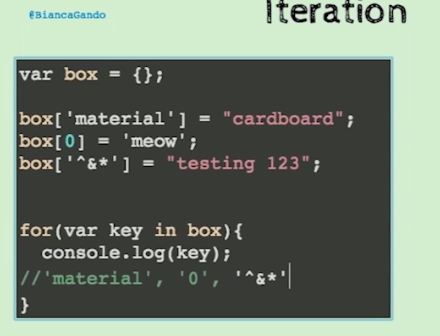 @BiancaGando
Iteration
var box = {};
box['material'] = "cardboard";
box[0] = 'meow';
box['^&*'] = "testing 123";
for(var key in box){
console.log(key);
//'material', '0', '^&*'
}